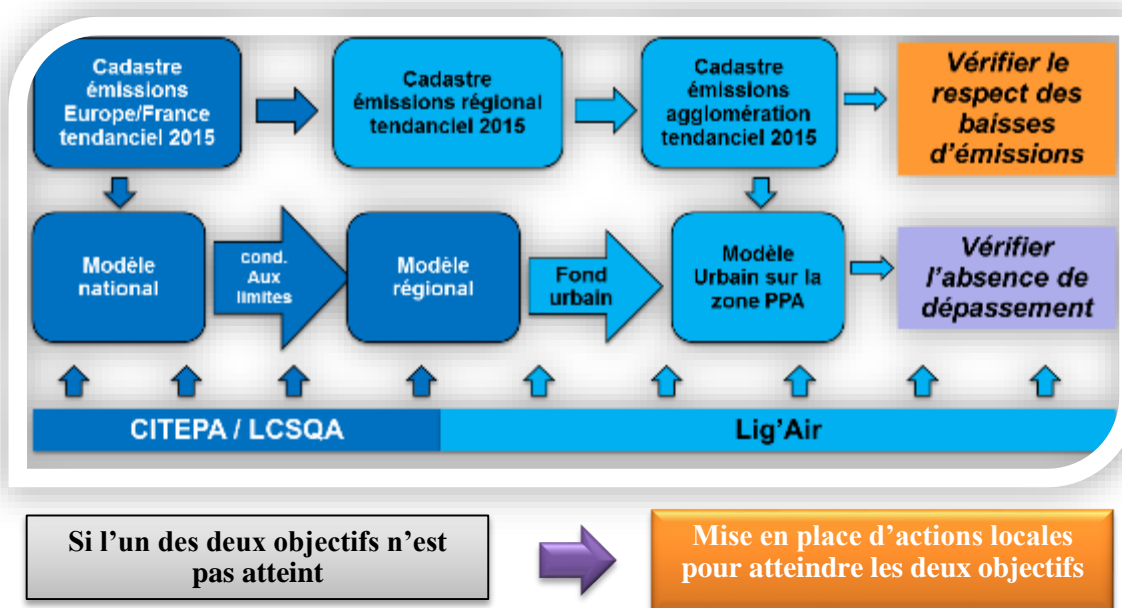 Cadastre
émissions
Europe/France
tendanciel 2015
Cadastre
émissions régional
tendanciel 2015
Cadastre
émissions
agglomération
tendanciel 2015
Vérifier le
respect des
baisses
d'émissions
Modèle
national
cond.
Aux
limites
Modèle
régional
Fond
urbain
Modèle
Urbain sur la
zone PPA
Vérifier
l'absence de
dépassement
CITEPA / LCSQA
Lig'Air
Si l'un des deux objectifs n'est
pas atteint
Mise en place d'actions locales
pour atteindre les deux objectifs